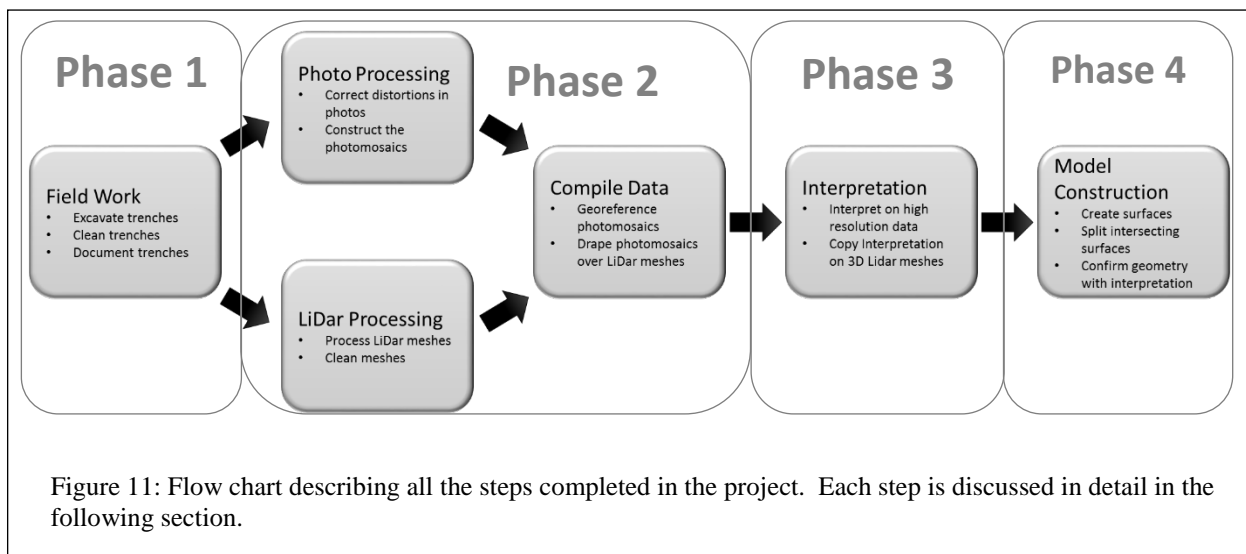 Phase 1
Field Work
• Excavate trenches
• Clean trenches
• Document trenches
Phase 2
Photo Processing
• Correct distortions in
photos
• Construct the
photomosaics
LiDar Processing
• Process LiDar meshes
• Clean meshes
Compile Data
• Georeference
photomosaics
• Drape photomosaics
over LiDar meshes
Phase 3
Interpretation
• Interpret on high
resolution data
• Copy Interpretation
on 3D Lidar meshes
Phase 4
Model
Construction
• Create surfaces
• Split intersecting
surfaces
• Confirm geometry
with interpretation
Figure 11: Flow chart describing all the steps completed in the project.  Each step is discussed in detail in the
following section.